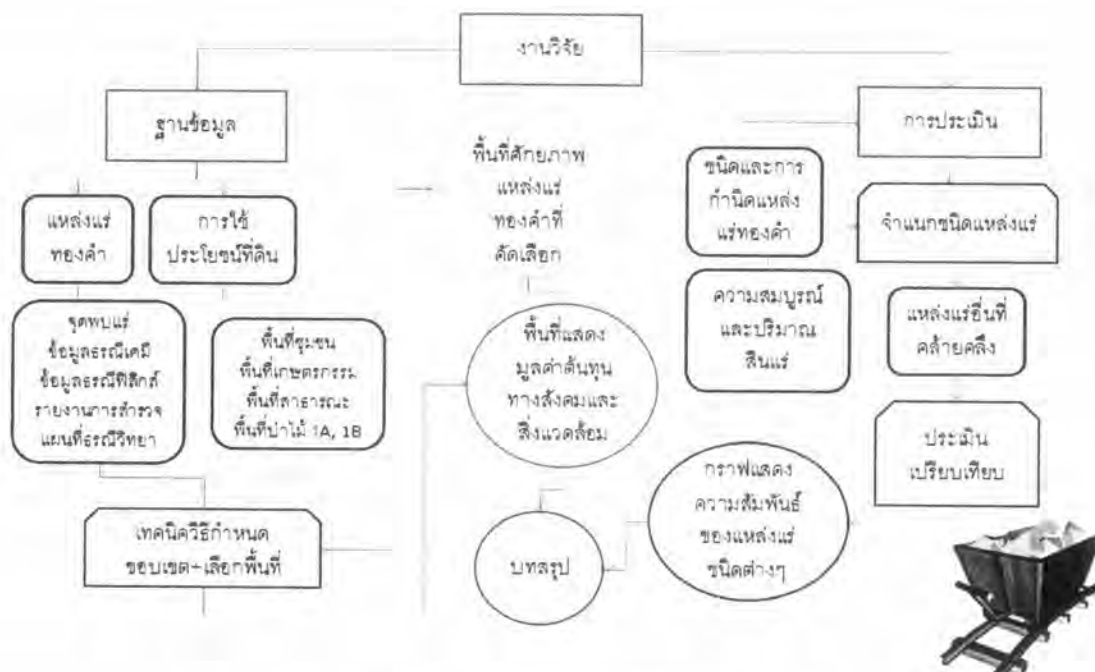 งานวิจัย
ฐานข้อมูล
แหล่งแร่
ทองคำ
การใช้
ประโยชน์ที่ดิน
จุดพบแร่
ข้อมูลธรณีเคมี
ข้อมูลธรณีฟิสิกส์
รายงานการสำรวจ
แผนที่ธรณีวิทยา
พื้นที่ชุมชน
พื้นที่เกษตรกรรม
พื้นที่สาธารณะ
พื้นที่ป่าไม้ 1A, 1B
เทคนิควิธีกำหนด
ขอบเขต+เลือกพื้นที่
พื้นที่ศักยภาพ
แหล่งแร่
ทองคำที่
คัดเลือก
พื้นที่แสดง
มูลค่าต้นทุน
ทางสังคมและ
สิ่งแวดล้อม
บทสรุป
การประเมิน
ชนิดและการ
กำนิดแหล่ง
แร่ทองคำ
จำแนกชนิดแหล่งแร่
ความสมบูรณ์
และปริมาณ
สินแร่
แหล่งแร่อื่นที่
คล้ายคลึง
ประเมิน
เปรียบเทียบ
กราฟแสดง
ความสัมพันธ์
ของแหล่งแร่
ชนิดต่างๆ